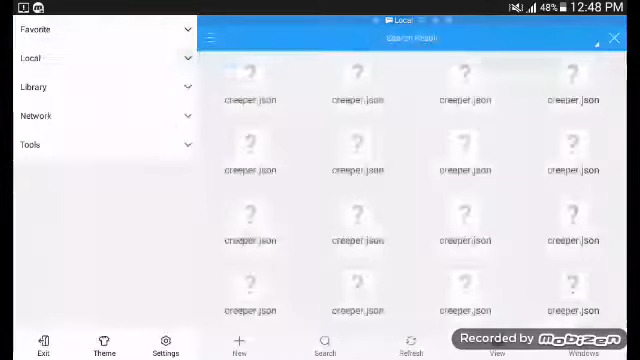 48% 12:48 PM
Favorite
Local
Library
Network
Tools
Exit
Theme
Settings
Local
Search Result
creeper.json creeper.json creeper.json creeper.json
creeper.json creeper.json creeper.json creeper.json
creeper.json creeper.json creeper.json creeper.json
creeper.json creeper.json creeper.json creeper.json
New
Search
Refresh
View
Windows
Recorded by Mobizen